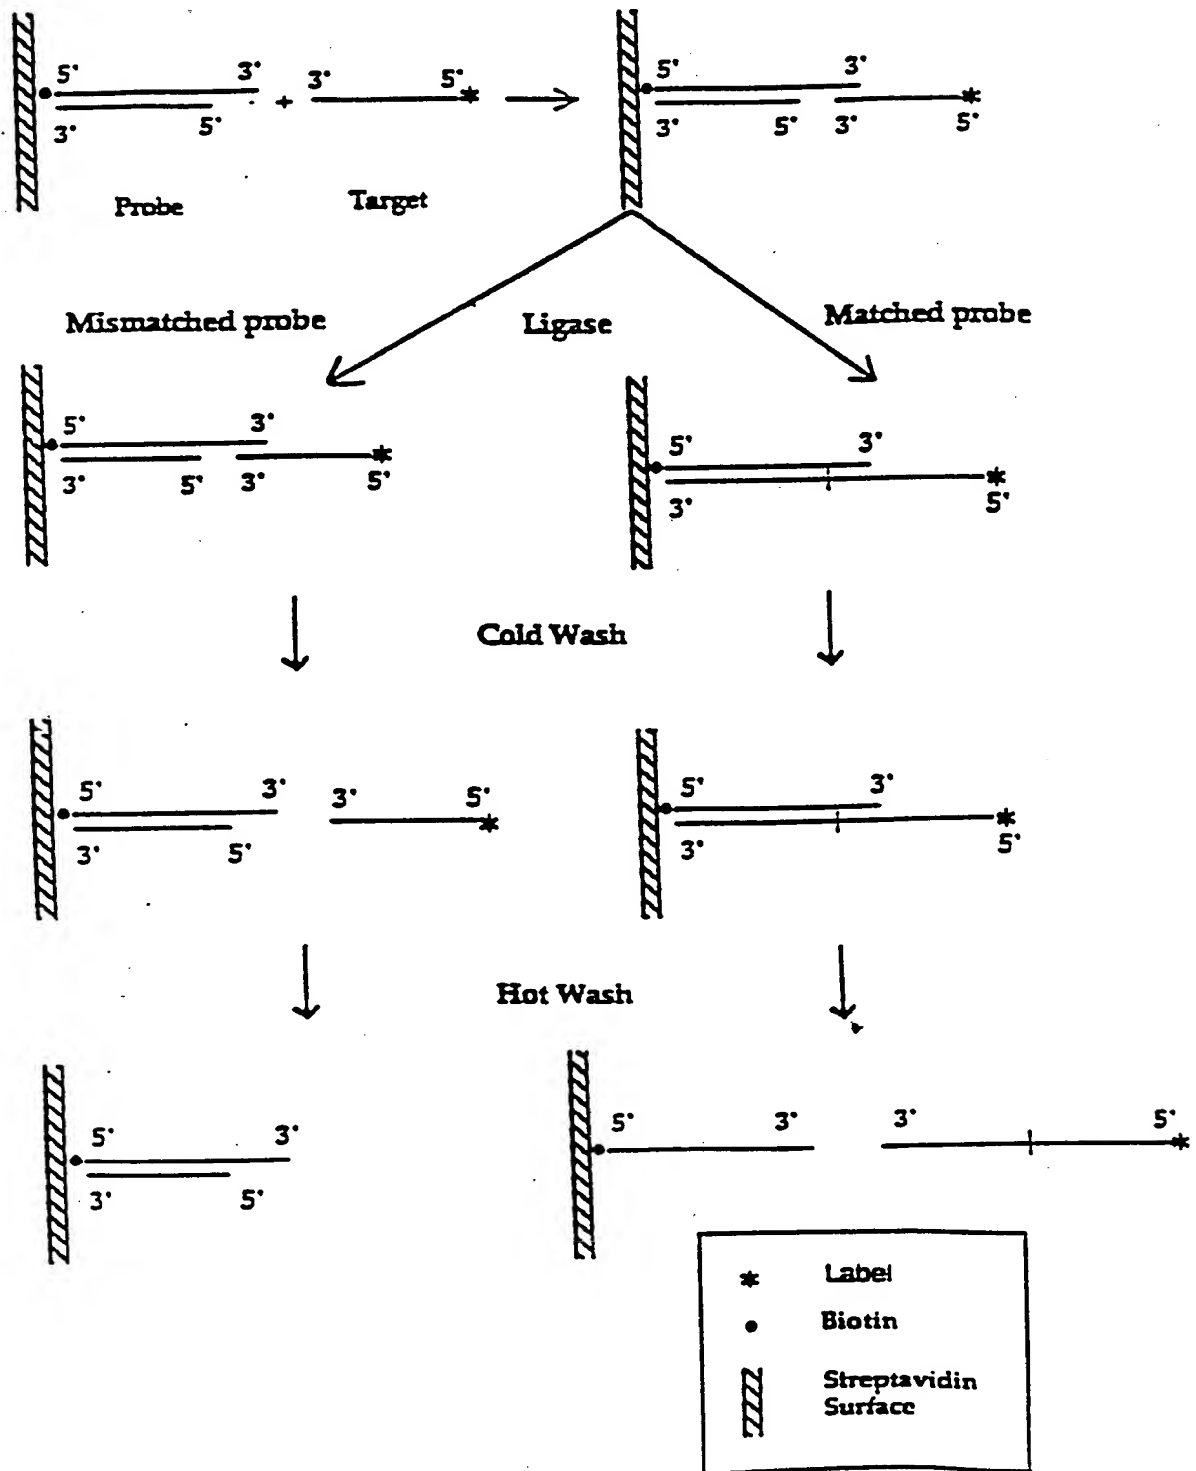 5' 3' 3' 5' *
3' 5' +
Probe Target
5' 3' *
3' 5' 3' 5'
Mismatched probe Ligase Matched probe
5' 3' *
3' 5' 3' 5'
5' 3' *
3' 5'
Cold Wash
5' 3' 3' 5' *
3' 5'
5' 3' *
3' 5'
Hot Wash
5' 3'
3' 5'
5' 3' 3' 5' *
* Label
Biotin
Streptavidin
Surface